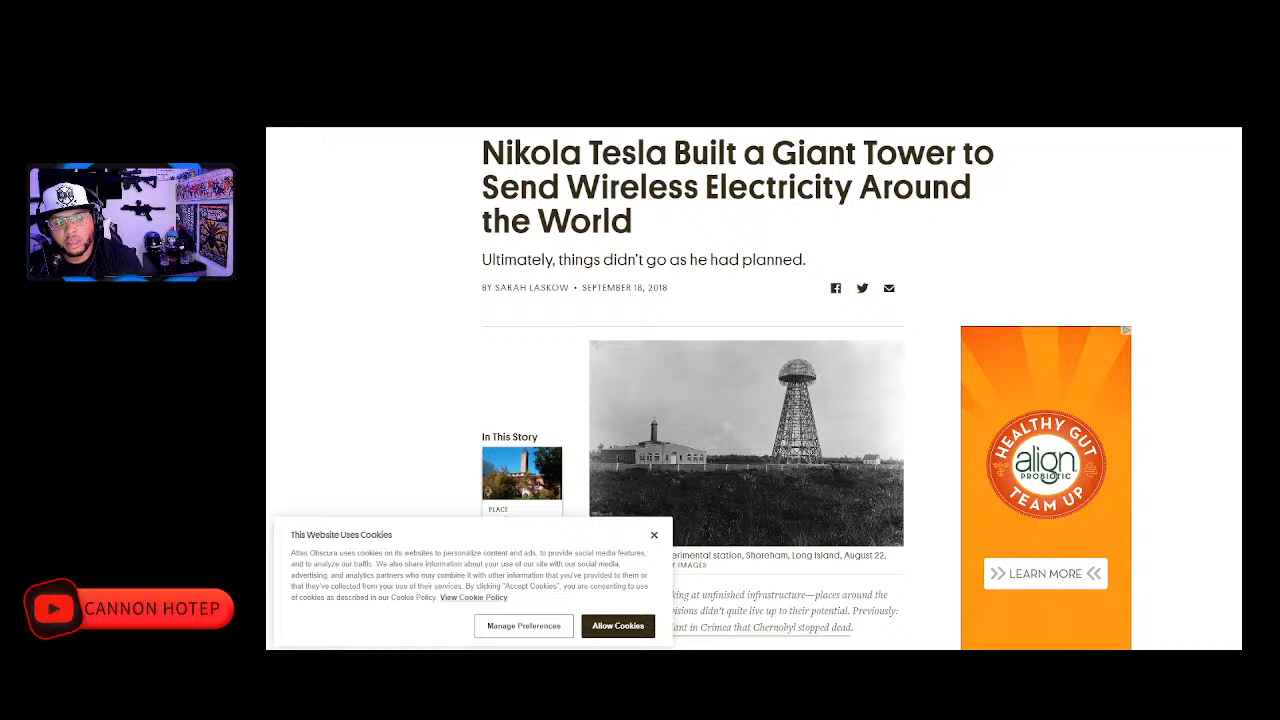 Nikola Tesla Built a Giant Tower to
Send Wireless Electricity Around
the World
Ultimately, things didn't go as he had planned.
BY SARAH LASKOW • SEPTEMBER 18, 2018
In This Story
PLACE
erimental station, Shoreham, Long Island, August 22,
Y IMAGES
king at unfinished infrastructure—places around the
isions didn't quite live up to their potential. Previously:
lant in Crimea that Chernobyl stopped dead.
This Website Uses Cookies
Atlas Obscura uses cookies on its websites to personalize content and ads, to provide social media features,
and to analyze our traffic. We also share information about your use of our site with our social media,
advertising, and analytics partners who may combine it with other information that you've provided to them or
that they've collected from your use of their services. By clicking "Accept Cookies", you are consenting to use
of cookies as described in our Cookie Policy. View Cookie Policy
Manage Preferences
Allow Cookies
HEALTHY GUT
align
PROBIOTIC
TEAM UP
LEARN MORE
CANNON HOTEP